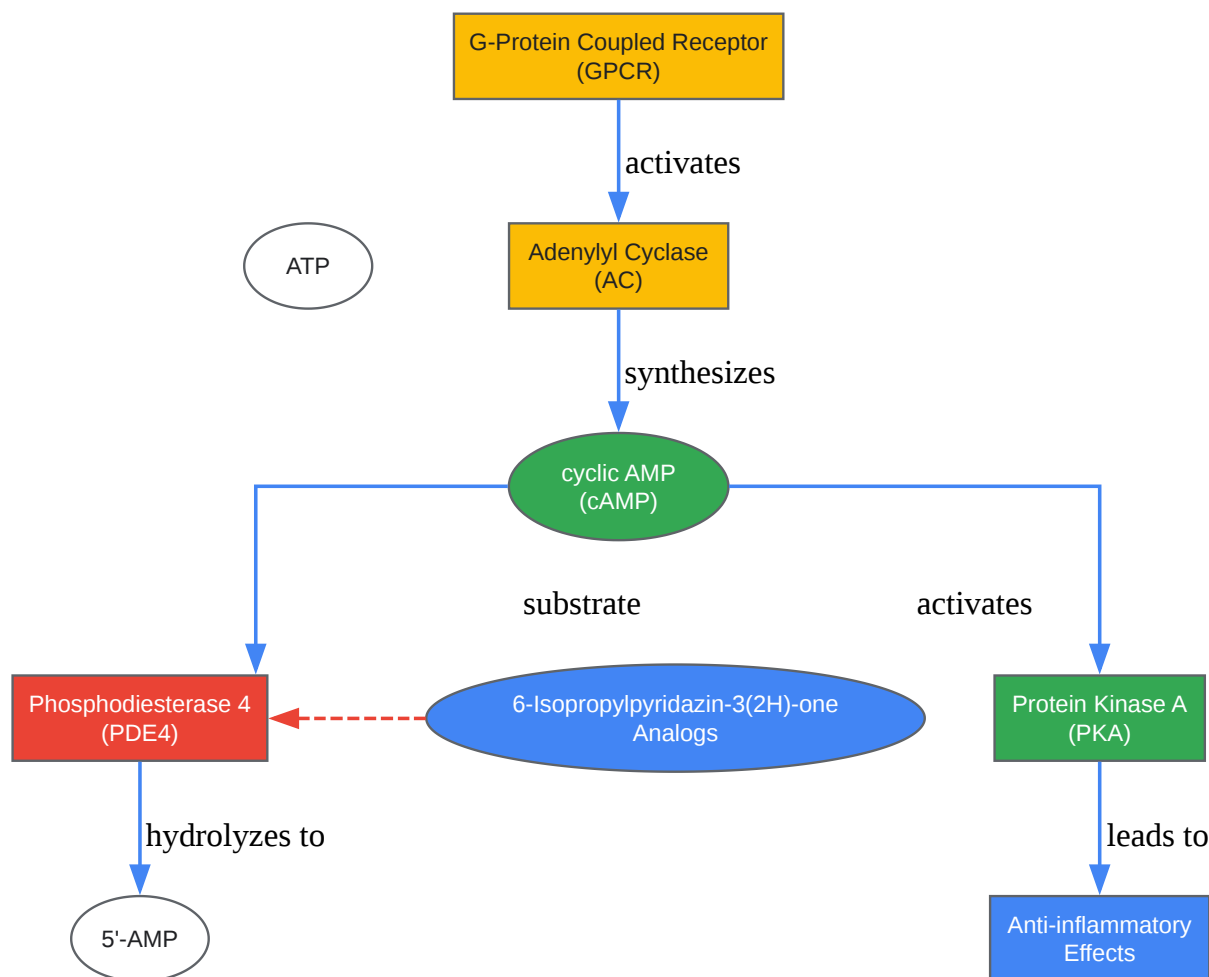 G-Protein Coupled Receptor
(GPCR)
activates
ATP
Adenylyl Cyclase
(AC)
synthesizes
cyclic AMP
(cAMP)
substrate
activates
Phosphodiesterase 4
(PDE4)
6-Isopropylpyridazin-3(2H)-one
Analogs
Protein Kinase A
(PKA)
hydrolyzes to
leads to
5'-AMP
Anti-inflammatory
Effects